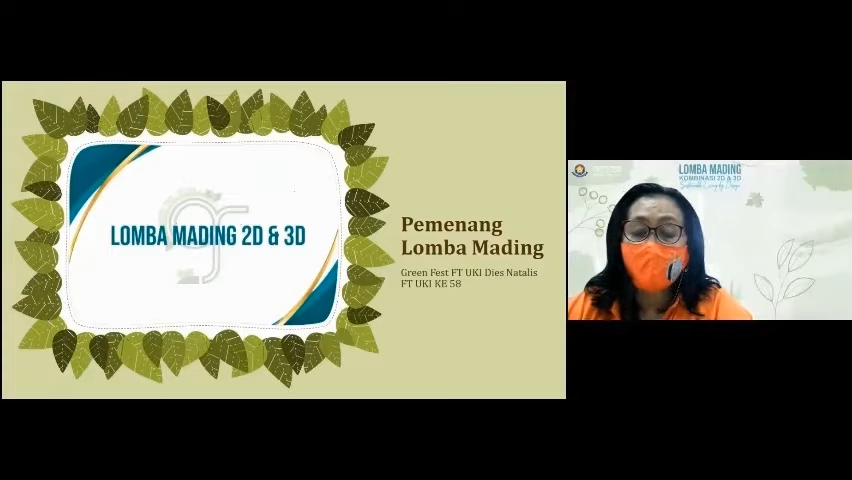 LOMBA MADING 2D & 3D
Pemenang
Lomba Mading
Green Fest FT UKI Dies Natalis
FT UKI KE 58
LOMBA MADING
KOMBINASI 2D & 3D